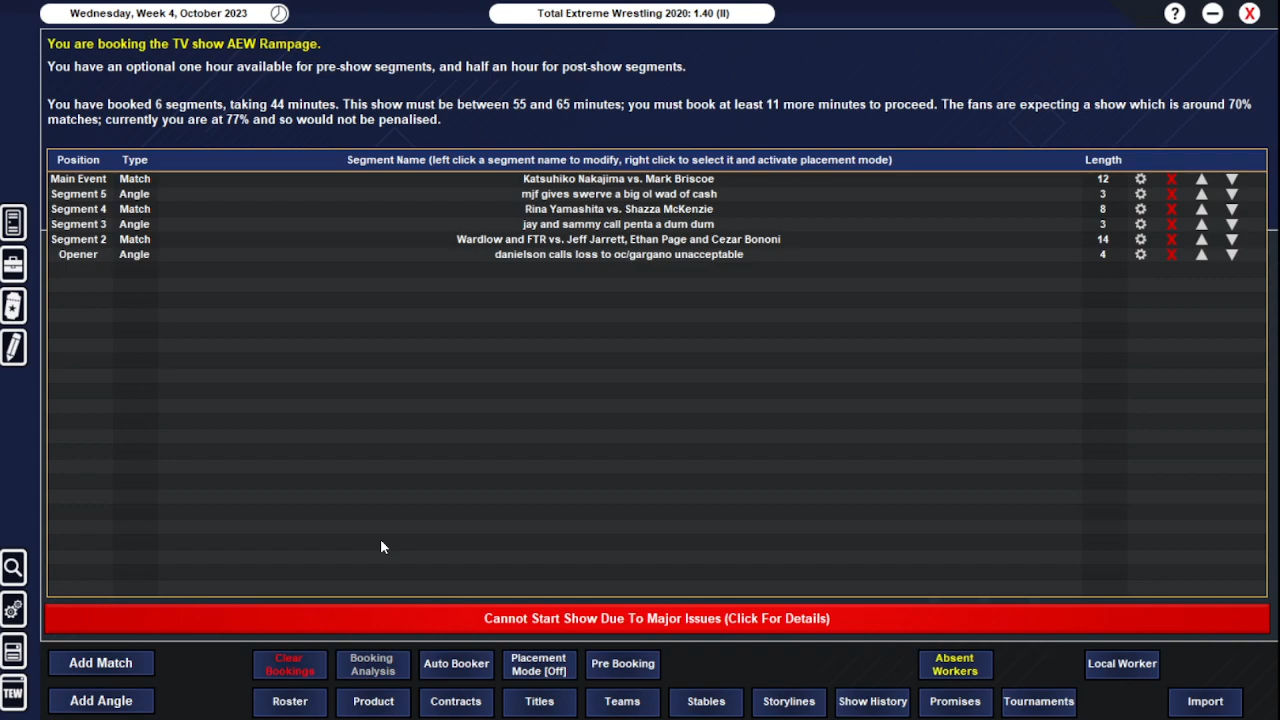 Wednesday, Week 4, October 2023
Total Extreme Wrestling 2020: 1.40 (II)
? X
You are booking the TV show AEW Rampage.
You have an optional one hour available for pre-show segments, and half an hour for post-show segments.
You have booked 6 segments, taking 44 minutes. This show must be between 55 and 65 minutes; you must book at least 11 more minutes to proceed. The fans are expecting a show which is around 70%
matches; currently you are at 77% and so would not be penalised.
Position Type Segment Name (left click a segment name to modify, right click to select it and activate placement mode) Length
Main Event Match Katsuhiko Nakajima vs. Mark Briscoe 12 X
Segment 5 Angle mjf gives swerve a big ol wad of cash 3 X
Segment 4 Match Rina Yamashita vs. Shazza McKenzie 8 X
Segment 3 Angle jay and sammy call penta a dum dum 3 X
Segment 2 Match Wardlow and FTR vs. Jeff Jarrett, Ethan Page and Cezar Bononi 14 X
Opener Angle danielson calls loss to oc/gargano unacceptable 4 X
Cannot Start Show Due To Major Issues (Click For Details)
Add Match
Clear
Bookings
Booking
Analysis
Auto Booker
Placement
Mode [Off]
Pre Booking
Absent
Workers
Local Worker
TEW
Add Angle
Roster
Product
Contracts
Titles
Teams
Stables
Storylines
Show History
Promises
Tournaments
Import